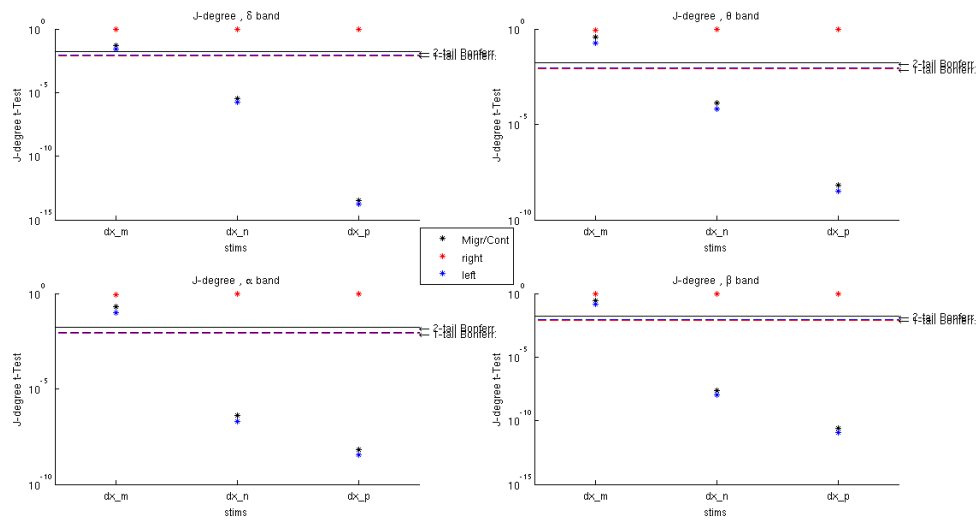 J-degree , δ band
10^0
10^-5
10^-10
10^-15
J-degree t-Test
← 2-tail Bonferr.
← 1-tail Bonferr.
dx_m
dx_n
dx_p
stims
J-degree , θ band
10^0
10^-5
10^-10
J-degree t-Test
← 2-tail Bonferr.
← 1-tail Bonferr.
dx_m
dx_n
dx_p
stims
Migr/Cont
right
left
J-degree , α band
10^0
10^-5
10^-10
J-degree t-Test
← 2-tail Bonferr.
← 1-tail Bonferr.
dx_m
dx_n
dx_p
stims
J-degree , β band
10^0
10^-5
10^-10
10^-15
J-degree t-Test
← 2-tail Bonferr.
← 1-tail Bonferr.
dx_m
dx_n
dx_p
stims